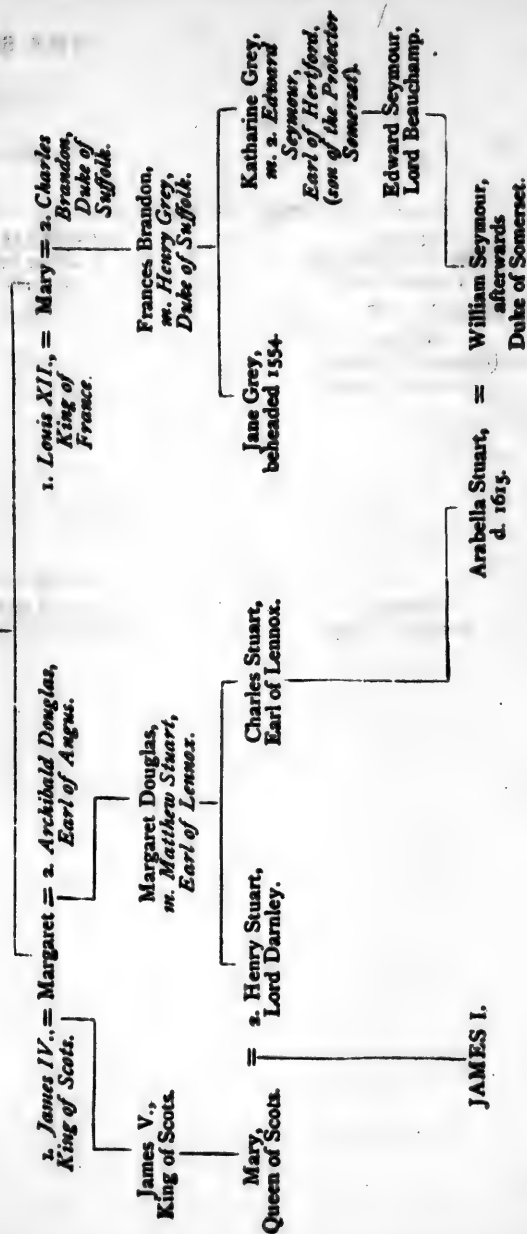 1. Louis XII., = Mary = 2. Charles
King of
France.
Brandon,
Duke of
Suffolk.
1. James IV., = Margaret = 2. Archibald Douglas,
King of Scots.
Earl of Angus.
Frances Brandon,
m. Henry Grey,
Duke of Suffolk.
James V.,
King of Scots.
Margaret Douglas,
m. Matthew Stuart,
Earl of Lennox.
Mary,
Queen of Scots.
= 2. Henry Stuart,
Lord Darnley.
Charles Stuart,
Earl of Lennox.
Jane Grey,
beheaded 1554.
Katharine Grey,
m. 2. Edward
Seymour,
Earl of Hertford,
(son of the Protector
Somerset).
Edward Seymour,
Lord Beauchamp.
JAMES I.
Arabella Stuart,
d. 1615.
=
William Seymour,
afterwards
Duke of Somerset.